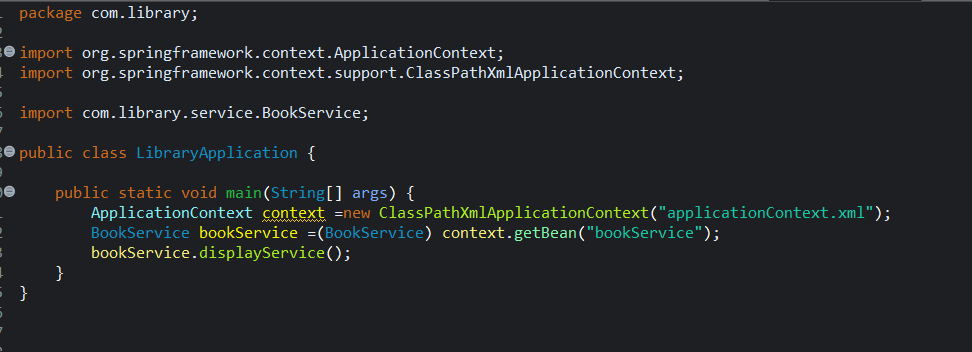 package com.library;
import org.springframework.context.ApplicationContext;
import org.springframework.context.support.ClassPathXmlApplicationContext;
import com.library.service.BookService;
public class LibraryApplication {
public static void main(String[] args) {
ApplicationContext context =new ClassPathXmlApplicationContext("applicationContext.xml");
BookService bookService =(BookService) context.getBean("bookService");
bookService.displayService();
}
}